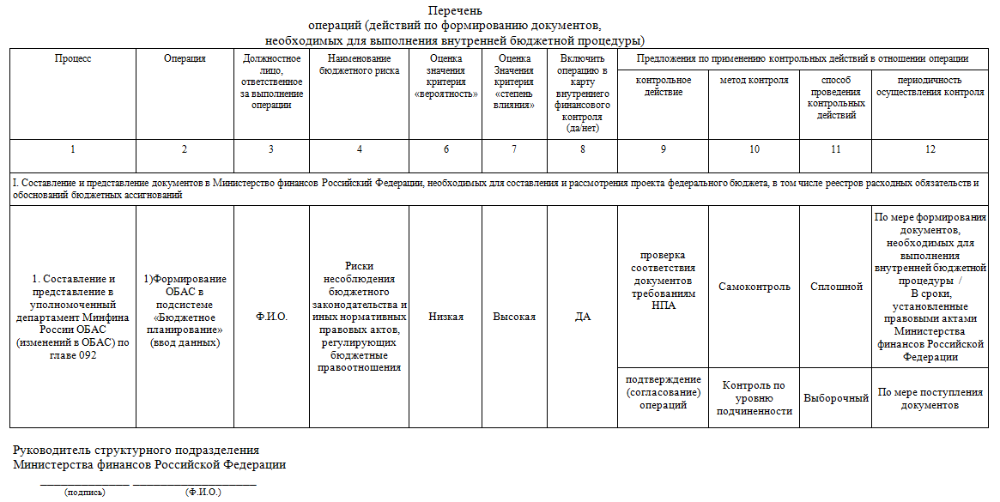 Перечень
операций (действий по формированию документов,
необходимых для выполнения внутренней бюджетной процедуры)
Процесс
Операция
Должностное
лицо,
ответственное
за выполнение
операции
Наименование
бюджетного риска
Оценка
значения
критерия
«вероятность»
Оценка
Значения
критерия
«степень
влияния»
Включить
операцию в
карту
внутреннего
финансового
контроля
(да/нет)
Предложения по применению контрольных действий в отношении операции
контрольное
действие
метод контроля
способ
проведения
контрольных
действий
периодичность
осуществления контроля
1
2
3
4
6
7
8
9
10
11
12
I. Составление и представление документов в Министерство финансов Российский Федерации, необходимых для составления и рассмотрения проекта федерального бюджета, в том числе реестров расходных обязательств и
обоснований бюджетных ассигнований
1. Составление и
представление в
уполномоченный
департамент Минфина
России ОБАС
(изменений в ОБАС) по
главе 092
1)Формирование
ОБАС в
подсистеме
«Бюджетное
планирование»
(ввод данных)
Ф.И.О.
Риски
несоблюдения
бюджетного
законодательства и
иных нормативных
правовых актов,
регулирующих
бюджетные
правоотношения
Низкая
Высокая
ДА
проверка
соответствия
документов
требованиям
НПА
Самоконтроль
Сплошной
По мере формирования
документов,
необходимых для
выполнения
внутренней бюджетной
процедуры /
В сроки,
установленные
правовыми актами
Министерства
финансов Российской
Федерации
подтверждение
(согласование)
операций
Контроль по
уровню
подчиненности
Выборочный
По мере поступления
документов
Руководитель структурного подразделения
Министерства финансов Российской Федерации
(подпись) (Ф.И.О.)